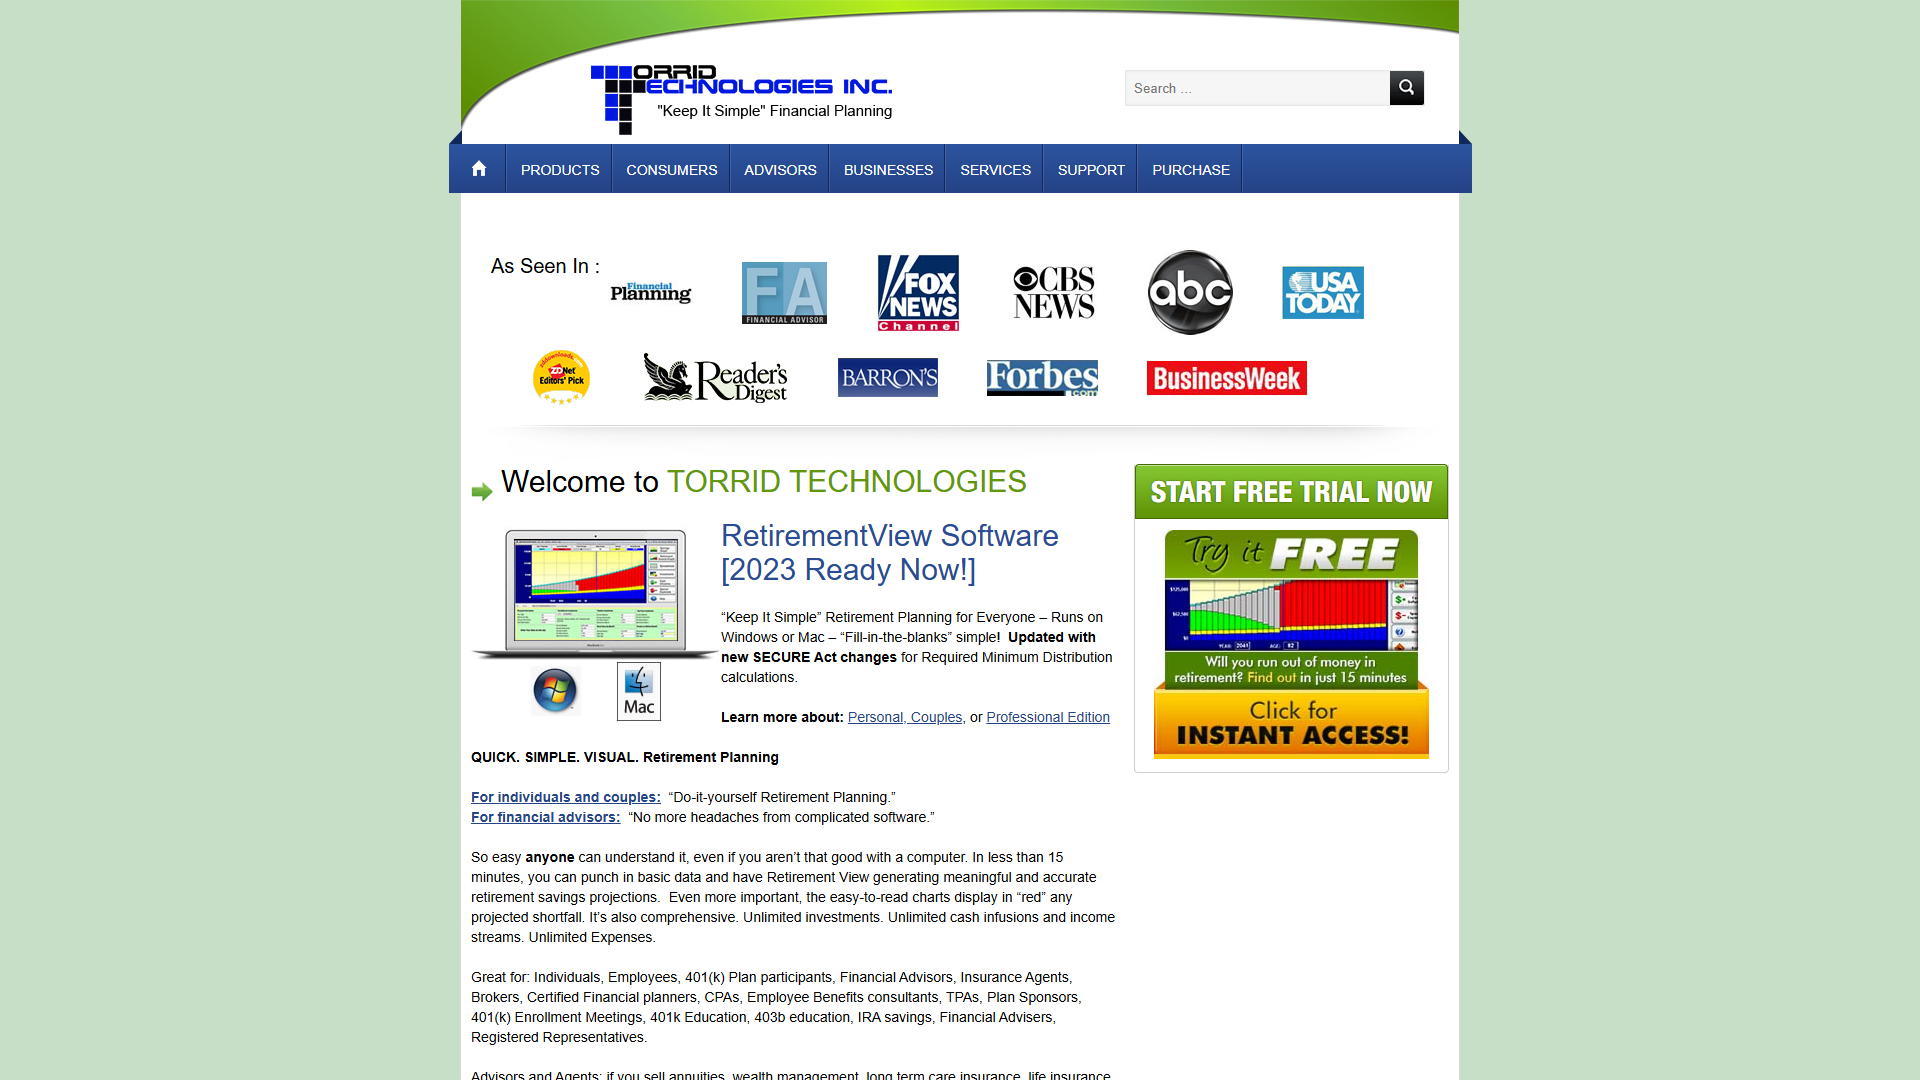 TORRID
TECHNOLOGIES INC.
"Keep It Simple" Financial Planning
Search …
PRODUCTS CONSUMERS ADVISORS BUSINESSES SERVICES SUPPORT PURCHASE
As Seen In :
Financial
Planning
FA
FINANCIAL ADVISOR
FOX
NEWS
Channel
CBS
NEWS
abc
USA
TODAY
ZDNet
Editors' Pick
Reader's
Digest
BARRON'S
Forbes
.com
BusinessWeek
Welcome to TORRID TECHNOLOGIES
RetirementView Software
[2023 Ready Now!]
“Keep It Simple” Retirement Planning for Everyone – Runs on
Windows or Mac – “Fill-in-the-blanks” simple! Updated with
new SECURE Act changes for Required Minimum Distribution
calculations.
Mac
Learn more about: Personal, Couples, or Professional Edition
QUICK. SIMPLE. VISUAL. Retirement Planning
For individuals and couples: “Do-it-yourself Retirement Planning.”
For financial advisors: “No more headaches from complicated software.”
So easy anyone can understand it, even if you aren’t that good with a computer. In less than 15
minutes, you can punch in basic data and have Retirement View generating meaningful and accurate
retirement savings projections. Even more important, the easy-to-read charts display in “red” any
projected shortfall. It’s also comprehensive. Unlimited investments. Unlimited cash infusions and income
streams. Unlimited Expenses.
Great for: Individuals, Employees, 401(k) Plan participants, Financial Advisors, Insurance Agents,
Brokers, Certified Financial planners, CPAs, Employee Benefits consultants, TPAs, Plan Sponsors,
401(k) Enrollment Meetings, 401k Education, 403b education, IRA savings, Financial Advisers,
Registered Representatives.
Advisors and Agents: if you sell annuities, wealth management, long term care insurance, life insurance,
START FREE TRIAL NOW
Try it FREE
$125,000
$62,500
$0
YEAR: 2041 AGE: 82
Will you run out of money in
retirement? Find out in just 15 minutes
Click for
INSTANT ACCESS!